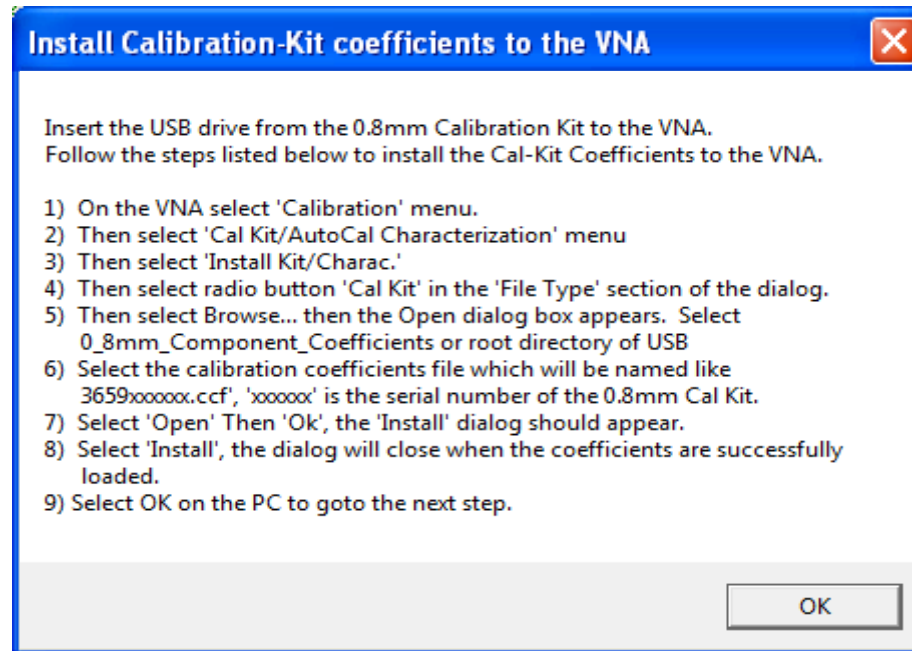 Install Calibration-Kit coefficients to the VNA
Insert the USB drive from the 0.8mm Calibration Kit to the VNA.
Follow the steps listed below to install the Cal-Kit Coefficients to the VNA.
1) On the VNA select 'Calibration' menu.
2) Then select 'Cal Kit/AutoCal Characterization' menu
3) Then select 'Install Kit/Charac.'
4) Then select radio button 'Cal Kit' in the 'File Type' section of the dialog.
5) Then select Browse... then the Open dialog box appears. Select
0_8mm_Component_Coefficients or root directory of USB
6) Select the calibration coefficients file which will be named like
3659xxxxxx.ccf', 'xxxxxx' is the serial number of the 0.8mm Cal Kit.
7) Select 'Open' Then 'Ok', the 'Install' dialog should appear.
8) Select 'Install', the dialog will close when the coefficients are successfully
loaded.
9) Select OK on the PC to goto the next step.
OK